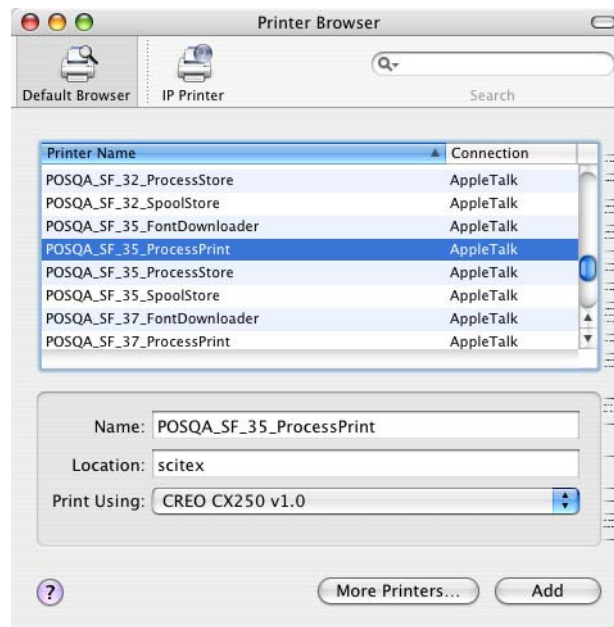 Printer Browser
Default Browser IP Printer Search
Printer Name Connection
POSQA_SF_32_ProcessStore AppleTalk
POSQA_SF_32_SpoolStore AppleTalk
POSQA_SF_35_FontDownloader AppleTalk
POSQA_SF_35_ProcessPrint AppleTalk
POSQA_SF_35_ProcessStore AppleTalk
POSQA_SF_35_SpoolStore AppleTalk
POSQA_SF_37_FontDownloader AppleTalk
POSQA_SF_37_ProcessPrint AppleTalk
Name: POSQA_SF_35_ProcessPrint
Location: scitex
Print Using: CREO CX250 v1.0
? More Printers... Add